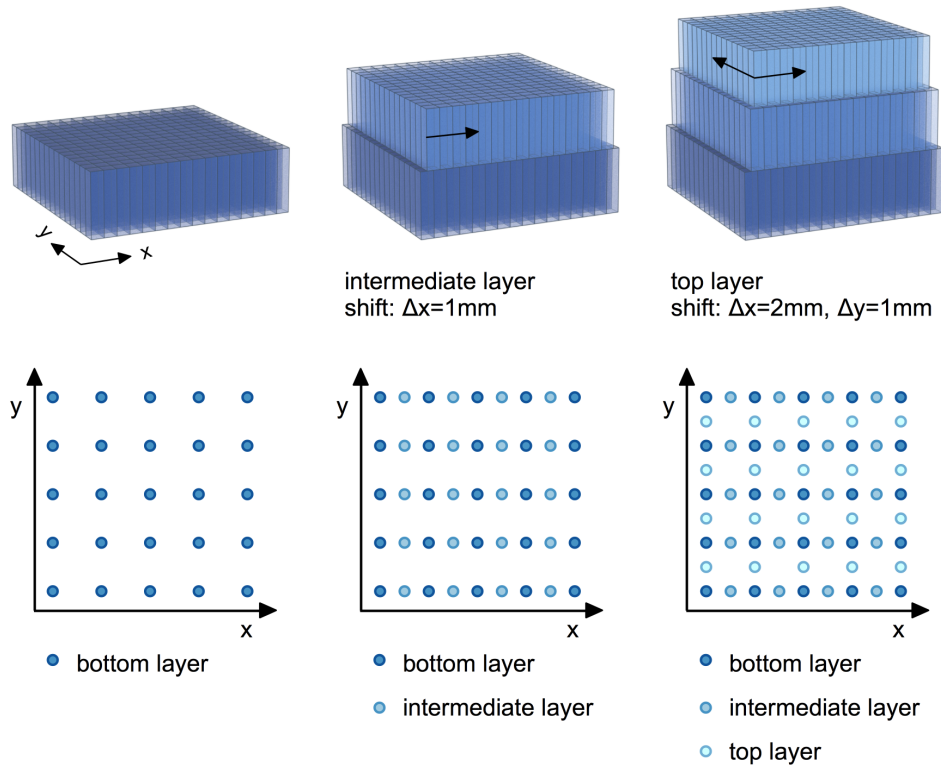 y
x
intermediate layer
shift: Δx=1mm
top layer
shift: Δx=2mm, Δy=1mm
y
x
bottom layer
y
x
bottom layer
intermediate layer
y
x
bottom layer
intermediate layer
top layer